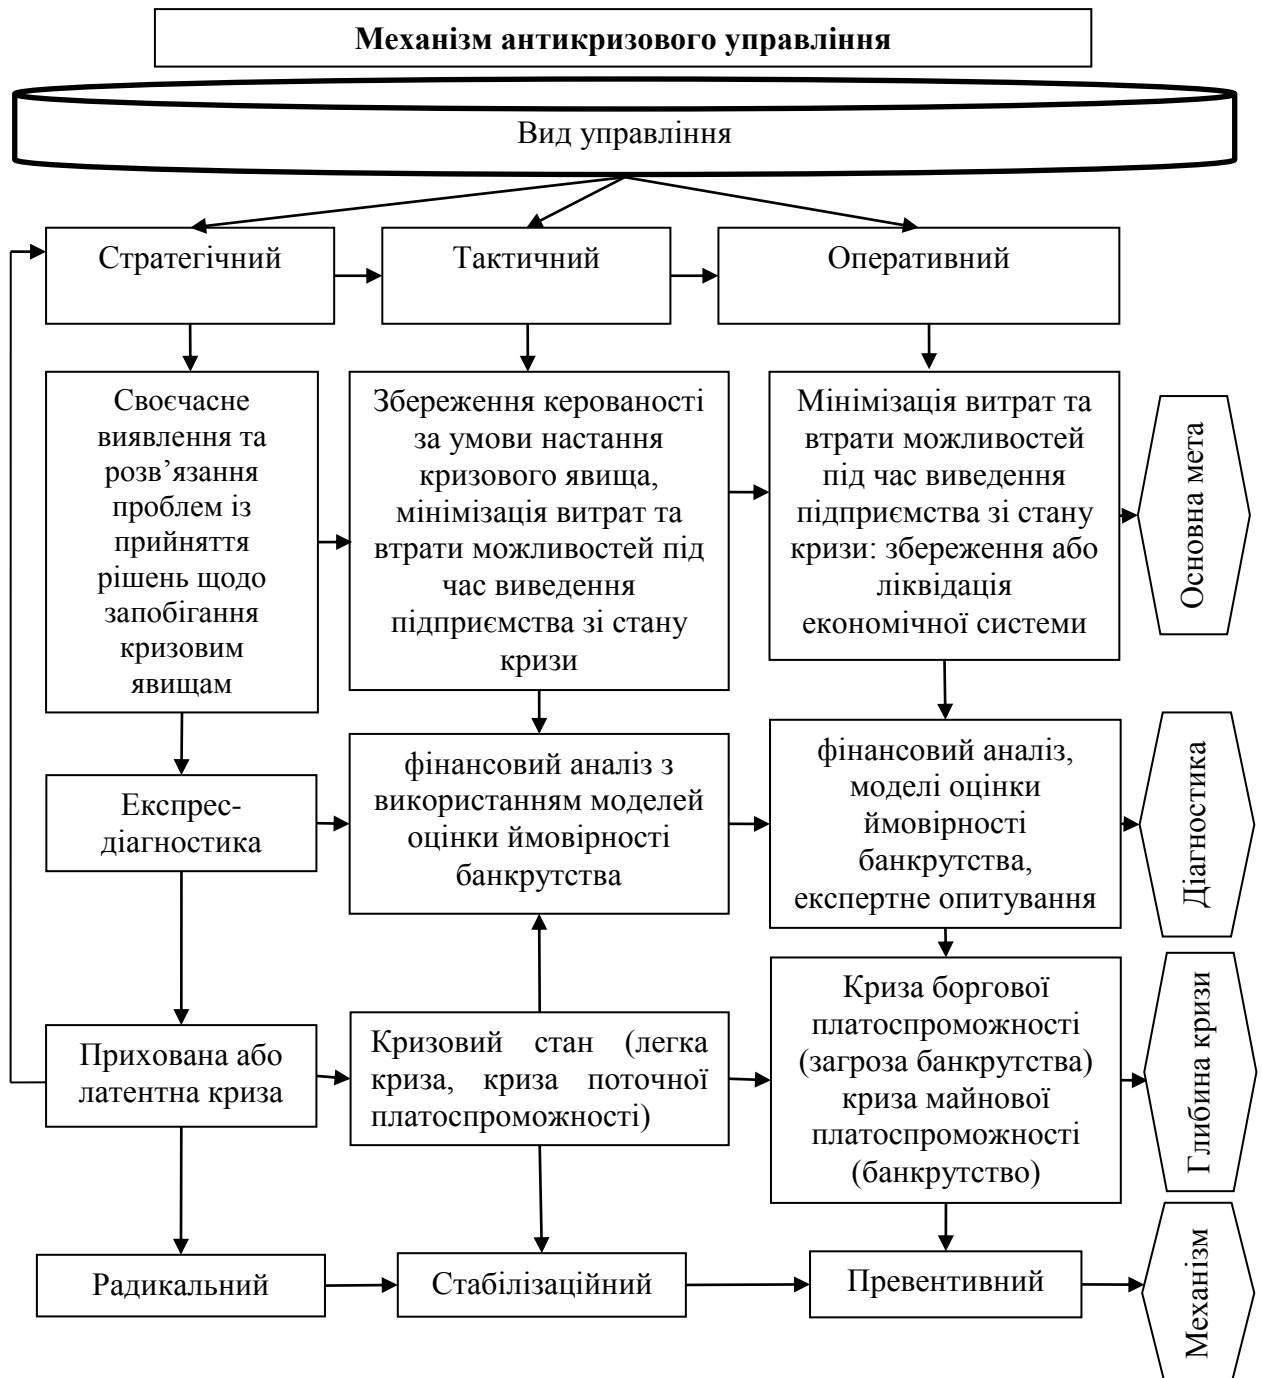 Механізм антикризового управління
Вид управління
Стратегічний
Тактичний
Оперативний
Своєчасне
виявлення та
розв’язання
проблем із
прийняття
рішень щодо
запобігання
кризовим
явищам
Збереження керованості
за умови настання
кризового явища,
мінімізація витрат та
втрати можливостей під
час виведення
підприємства зі стану
кризи
Мінімізація витрат та
втрати можливостей
під час виведення
підприємства зі стану
кризи: збереження або
ліквідація
економічної системи
Основна мета
Експрес-
діагностика
фінансовий аналіз з
використанням моделей
оцінки ймовірності
банкрутства
фінансовий аналіз,
моделі оцінки
ймовірності
банкрутства,
експертне опитування
Діагностика
Прихована або
латентна криза
Кризовий стан (легка
криза, криза поточної
платоспроможності)
Криза боргової
платоспроможності
(загроза банкрутства)
криза майнової
платоспроможності
(банкрутство)
Глибина кризи
Радикальний
Стабілізаційний
Превентивний
Механізм